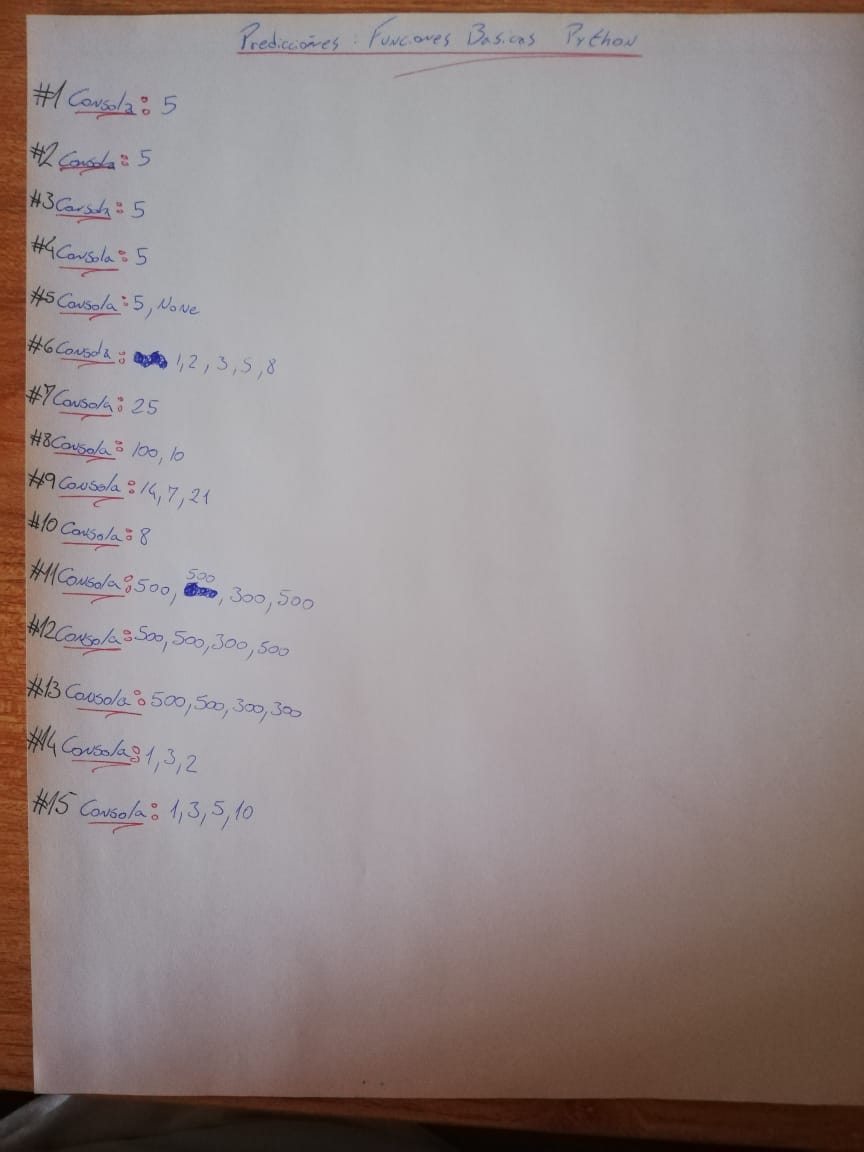 Predicciones: Funciones Basicas Python
#1 Consola: 5
#2 Consola: 5
#3 Consola: 5
#4 Consola: 5
#5 Consola: 5, None
#6 Consola: 1, 2, 3, 5, 8
#7 Consola: 25
#8 Consola: 100, 10
#9 Consola: 14, 7, 21
#10 Consola: 8
#11 Consola: 500, 500, 300, 500
#12 Consola: 500, 500, 300, 500
#13 Consola: 500, 500, 300, 300
#14 Consola: 1, 3, 2
#15 Consola: 1, 3, 5, 10